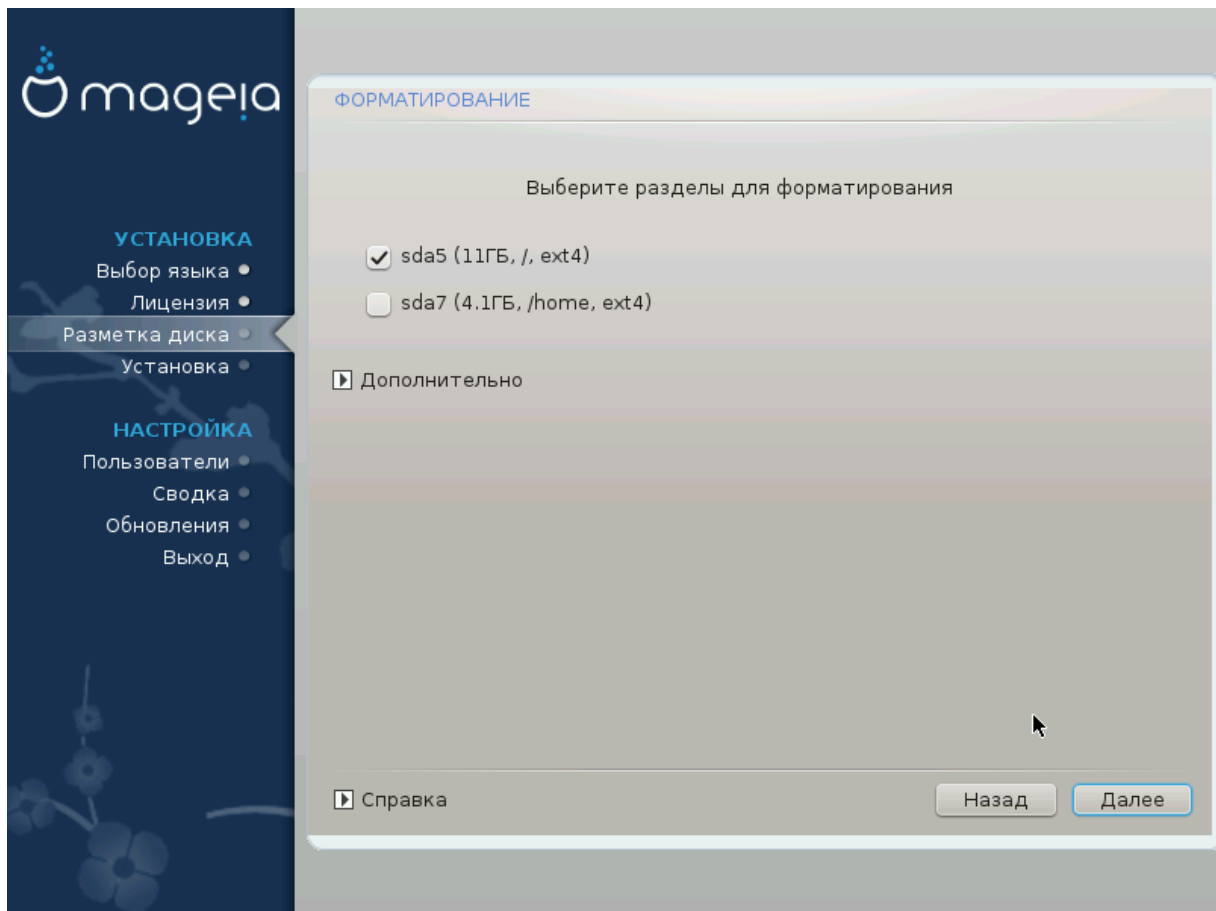 mageia
УСТАНОВКА
Выбор языка
Лицензия
Разметка диска
Установка
НАСТРОЙКА
Пользователи
Сводка
Обновления
Выход
ФОРМАТИРОВАНИЕ
Выберите разделы для форматирования
sda5 (11ГБ, /, ext4)
sda7 (4.1ГБ, /home, ext4)
Дополнительно
Справка
Назад
Далее